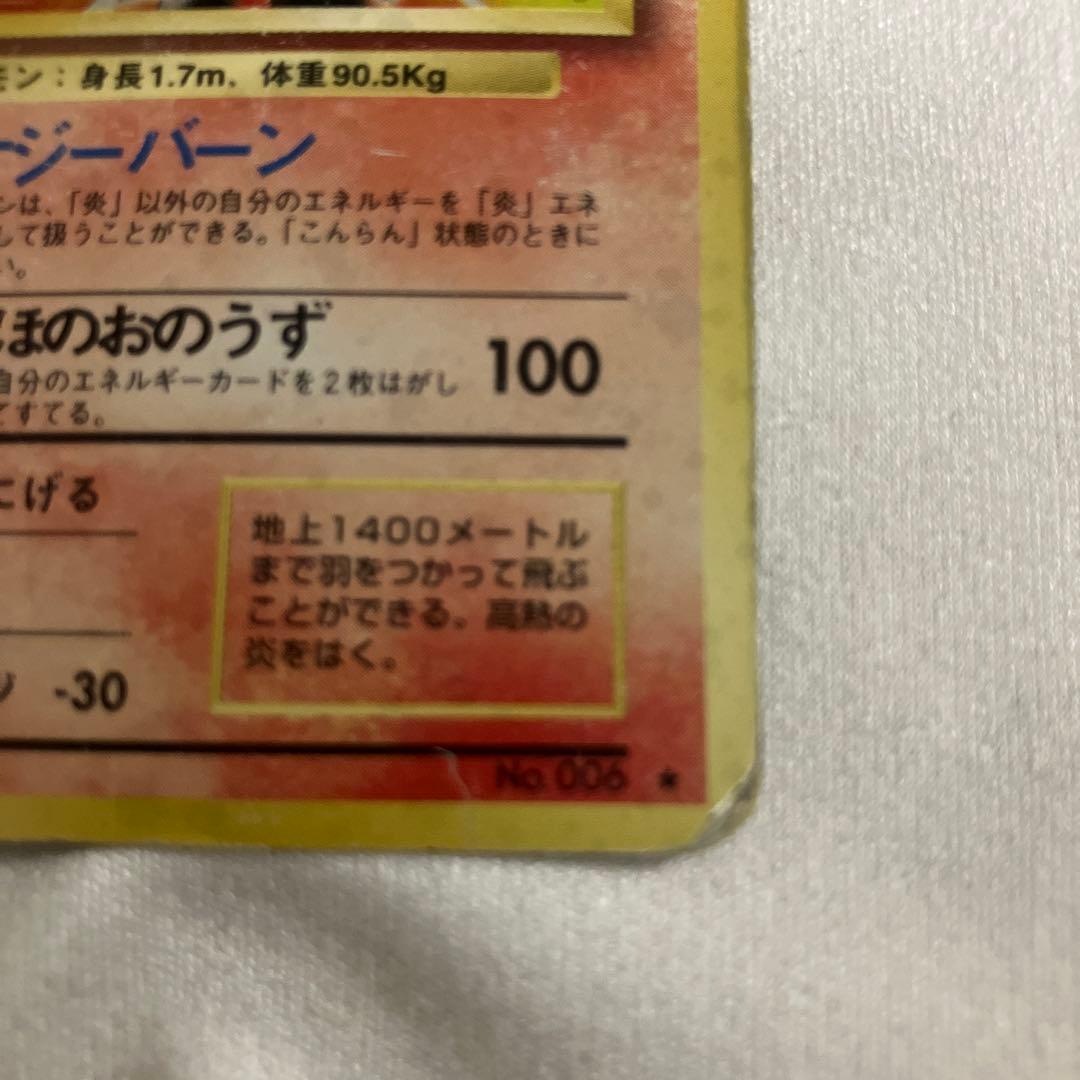 モン：身長1.7m、体重90.5Kg
ージーバーン
ンは、「炎」以外の自分のエネルギーを「炎」エネ
して扱うことができる。「こんらん」状態のときに
い。
ほのおのうず
100
自分のエネルギーカードを2枚はがし
てすてる。
にげる
地上1400メートル
まで羽をつかって飛ぶ
ことができる。高熱の
炎をはく。
-30
No. 006 ★